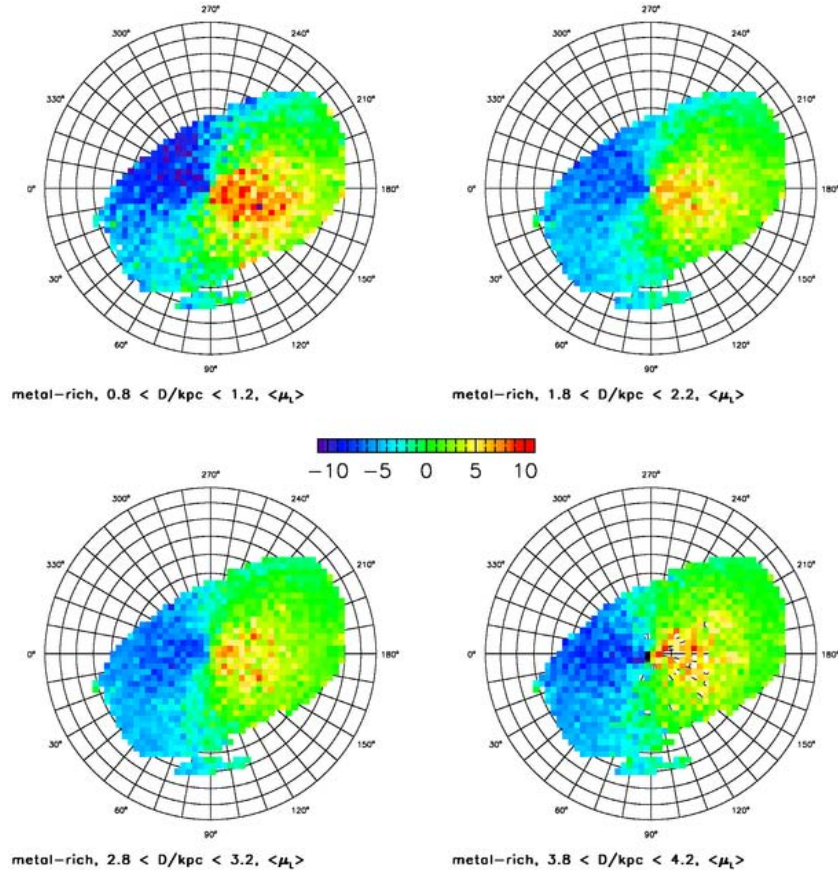 270° 270°
300° 240° 300° 240°
330° 210° 330° 210°
0° 180° 0° 180°
30° 150° 30° 150°
60° 120° 60° 120°
90° 90°
metal-rich, 0.8 < D/kpc < 1.2, <μL> metal-rich, 1.8 < D/kpc < 2.2, <μL>
-10 -5 0 5 10
270° 270°
300° 240° 300° 240°
330° 210° 330° 210°
0° 180° 0° 180°
30° 150° 30° 150°
60° 120° 60° 120°
90° 90°
metal-rich, 2.8 < D/kpc < 3.2, <μL> metal-rich, 3.8 < D/kpc < 4.2, <μL>